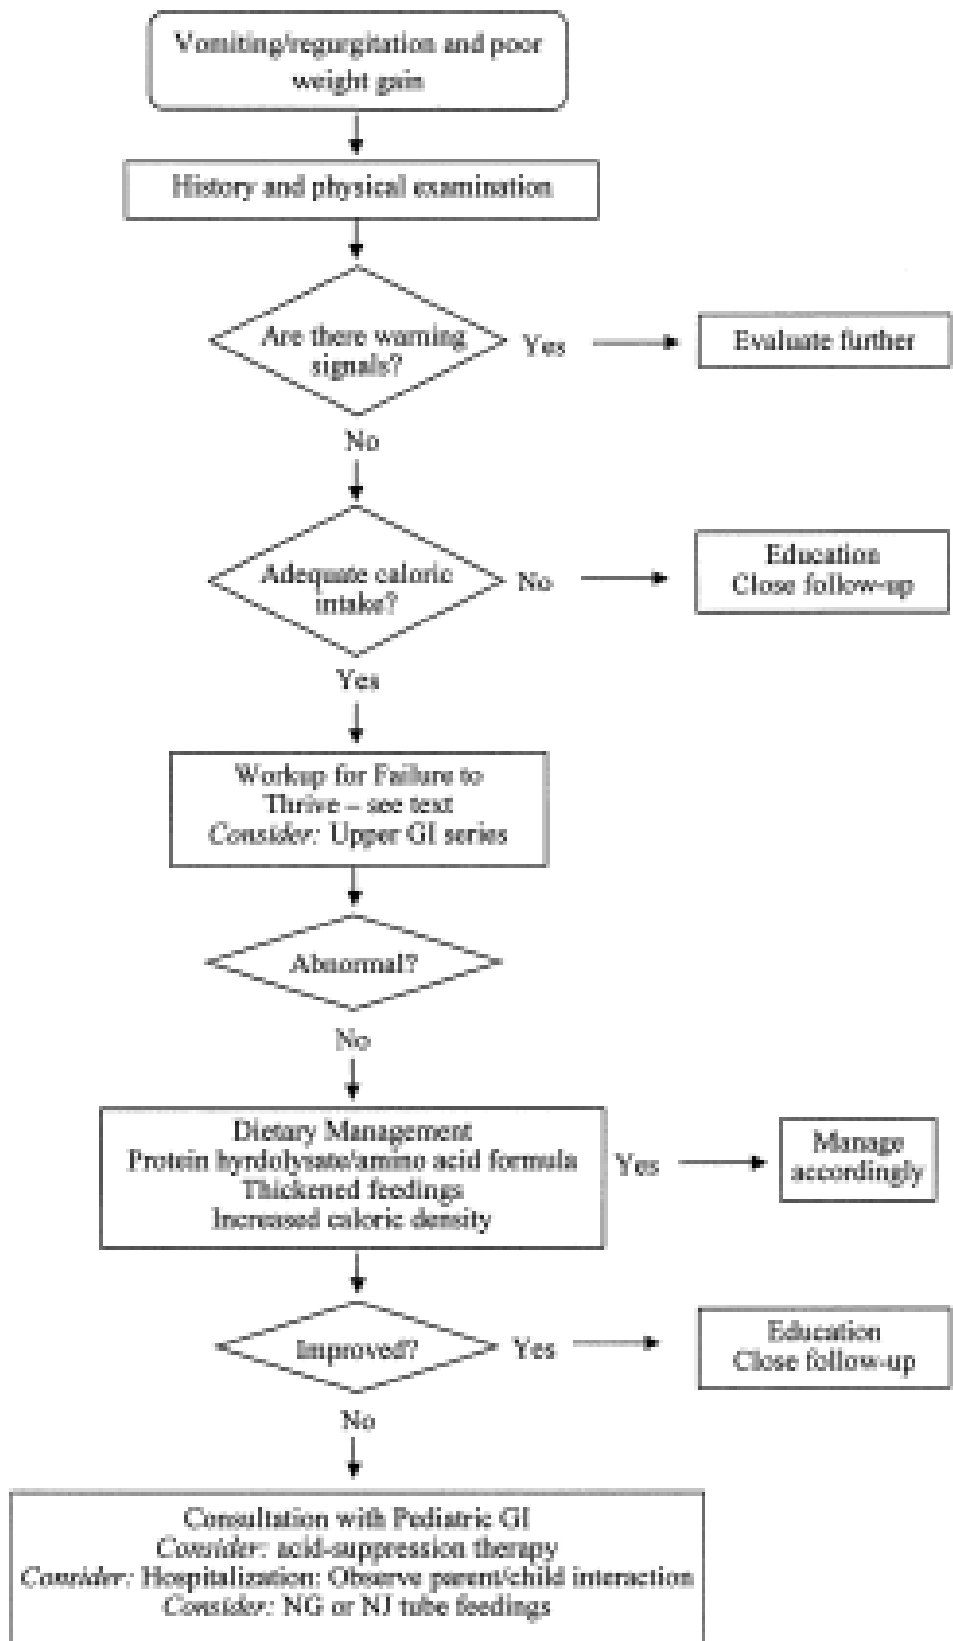 Vomiting/regurgitation and poor
weight gain
History and physical examination
Are there warning
signals?
Yes
Evaluate further
No
Adequate caloric
intake?
No
Education
Close follow-up
Yes
Workup for Failure to
Thrive – see text
Consider: Upper GI series
Abnormal?
No
Dietary Management
Protein hyrdolysate/amino acid formula
Thickened feedings
Increased caloric density
Yes
Manage
accordingly
Improved?
Yes
Education
Close follow-up
No
Consultation with Pediatric GI
Consider: acid-suppression therapy
Consider: Hospitalization: Observe parent/child interaction
Consider: NG or NJ tube feedings